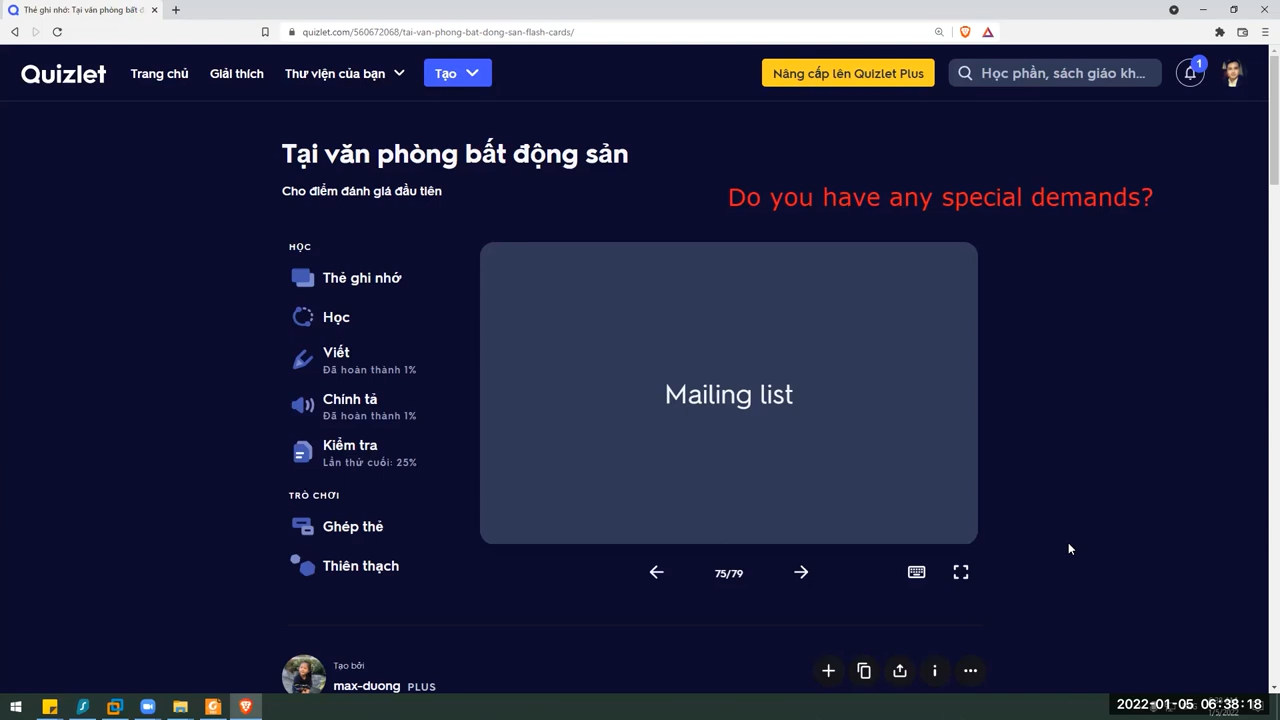 Thẻ ghi nhớ: Tại văn phòng bất đ
quizlet.com/560672068/tai-van-phong-bat-dong-san-flash-cards/
Quizlet
Trang chủ
Giải thích
Thư viện của bạn
Tạo
Nâng cấp lên Quizlet Plus
Học phần, sách giáo kh...
1
Tại văn phòng bất động sản
Cho điểm đánh giá đầu tiên
Do you have any special demands?
HỌC
Thẻ ghi nhớ
Học
Viết
Đã hoàn thành 1%
Chính tả
Đã hoàn thành 1%
Kiểm tra
Lần thử cuối: 25%
TRÒ CHƠI
Ghép thẻ
Thiên thạch
Mailing list
75/79
Tạo bởi
max-duong PLUS
2022-01-05 06:38:18